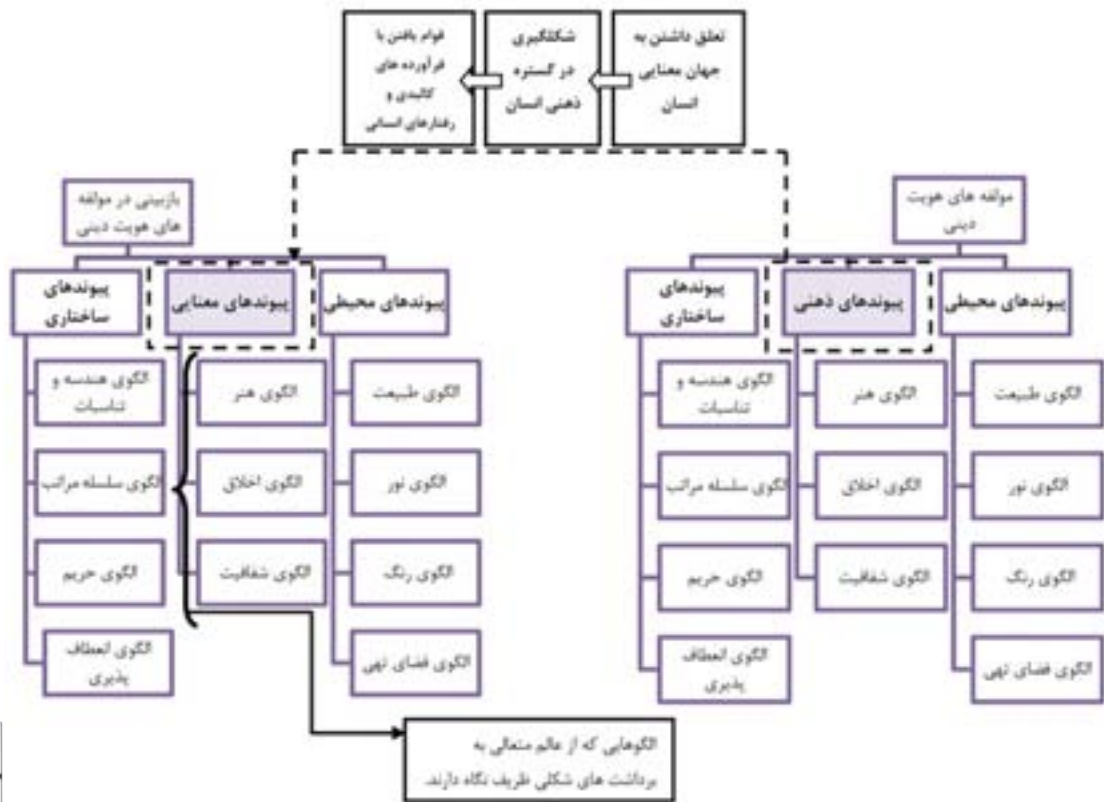 تعلق داشتن به
جهان معنایی
انسان
شکلگیری
در گستره
ذهنی انسان
قوام یافتن با
فرآورده های
کالبدی و
رفتارهای انسانی
مولفه های هویت
دینی
پیوندهای محیطی
پیوندهای ذهنی
پیوندهای
ساختاری
الگوی طبیعت
الگوی نور
الگوی رنگ
الگوی فضای تهی
الگوی هنر
الگوی اخلاق
الگوی شفافیت
الگوی هندسه و
تناسبات
الگوی سلسله مراتب
الگوی حریم
الگوی انعطاف
پذیری
بازبینی در مولفه
های هویت دینی
پیوندهای محیطی
پیوندهای معنایی
پیوندهای
ساختاری
الگوی طبیعت
الگوی نور
الگوی رنگ
الگوی فضای تهی
الگوی هنر
الگوی اخلاق
الگوی شفافیت
الگوی هندسه و
تناسبات
الگوی سلسله مراتب
الگوی حریم
الگوی انعطاف
پذیری
الگوهایی که از عالم متعالی به
برداشت های شکلی ظریف نگاه دارند.